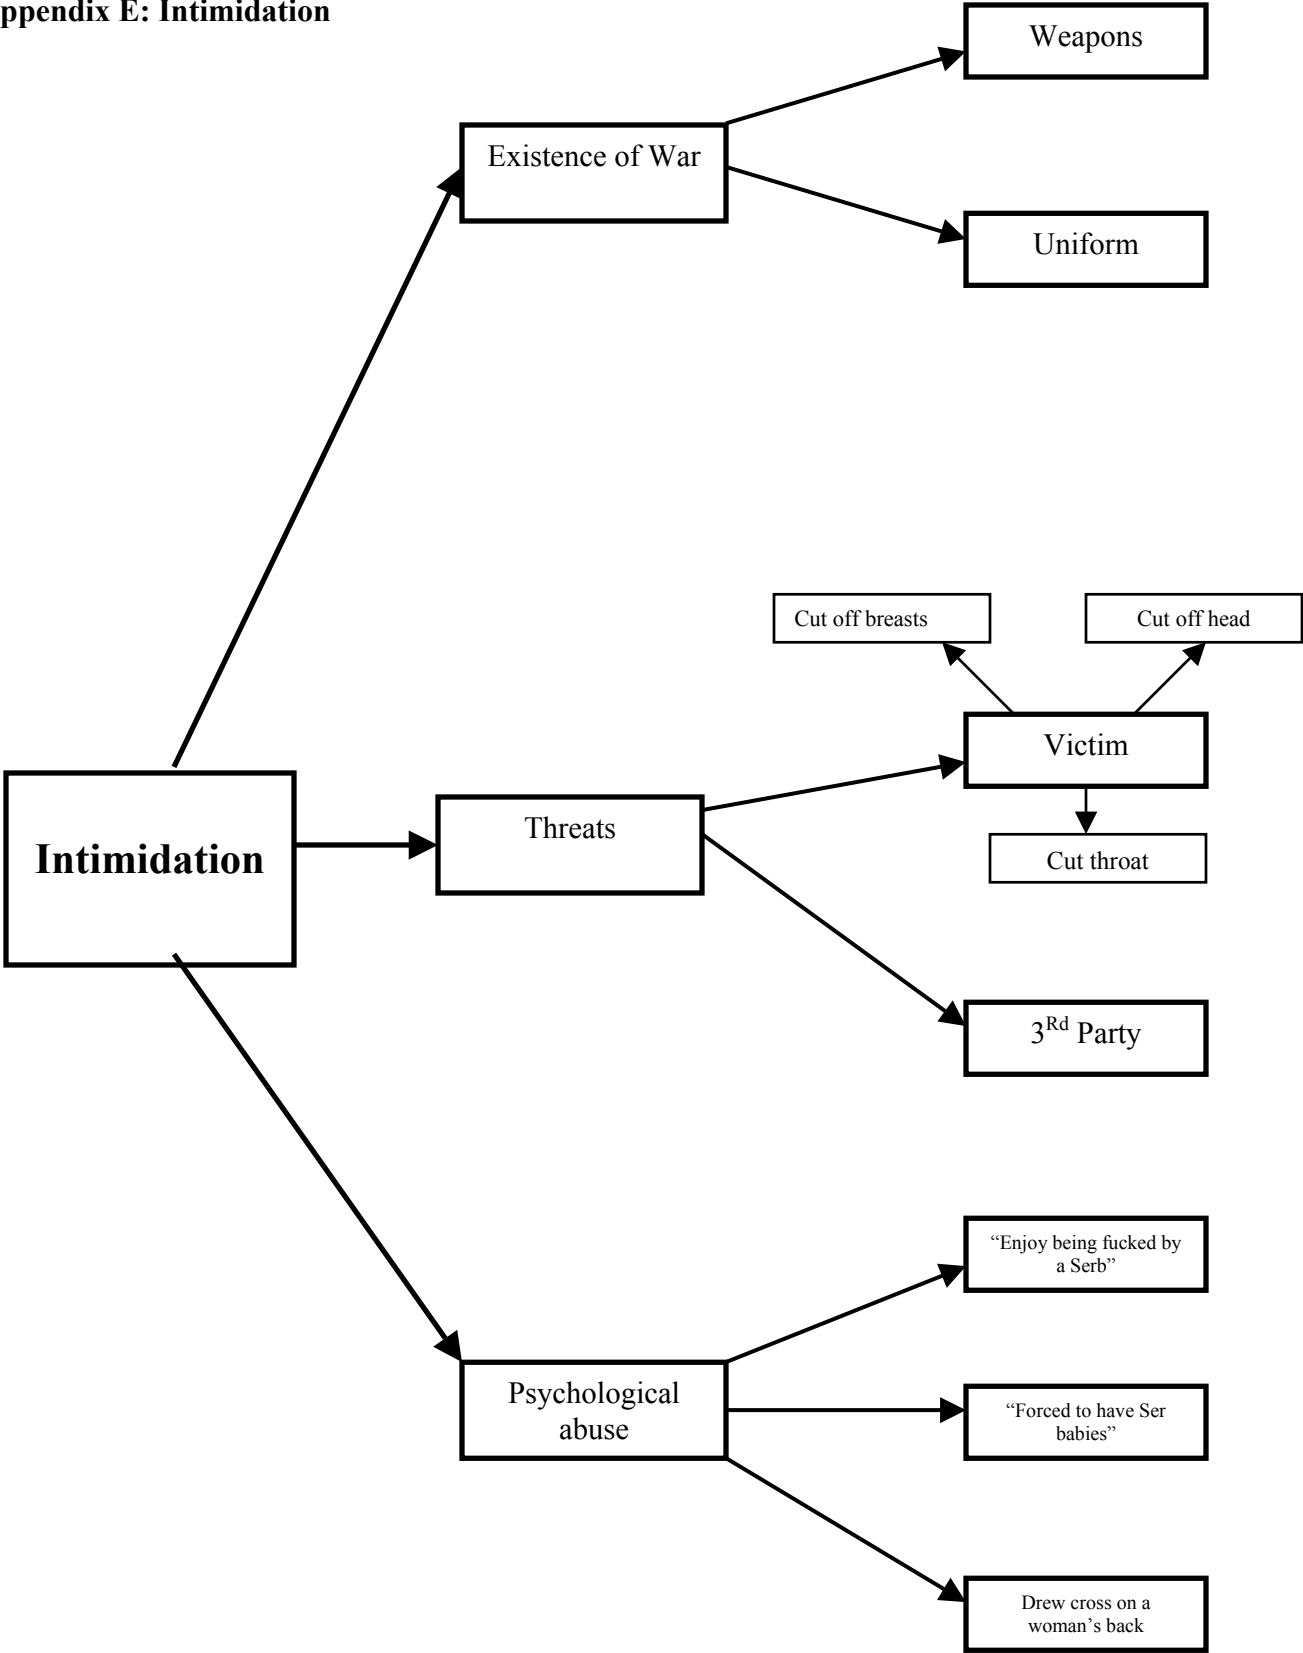 ppendix E: Intimidation
Weapons
Existence of War
Uniform
Cut off breasts
Cut off head
Victim
Threats
Intimidation
Cut throat
3Rd Party
“Enjoy being fucked by
a Serb”
Psychological
abuse
“Forced to have Ser
babies”
Drew cross on a
woman’s back